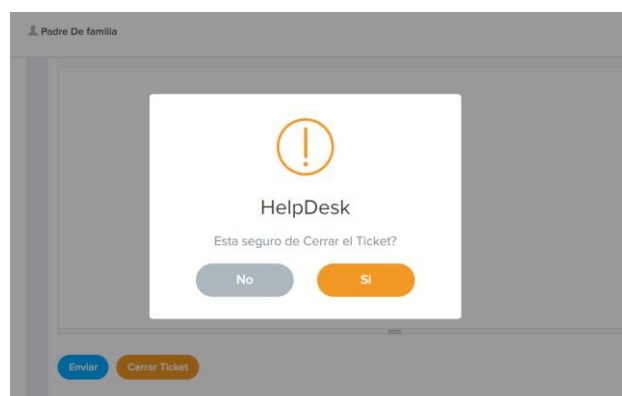 Padre De familia
HelpDesk
Esta seguro de Cerrar el Ticket?
No
Si
Enviar
Cerrar Ticket